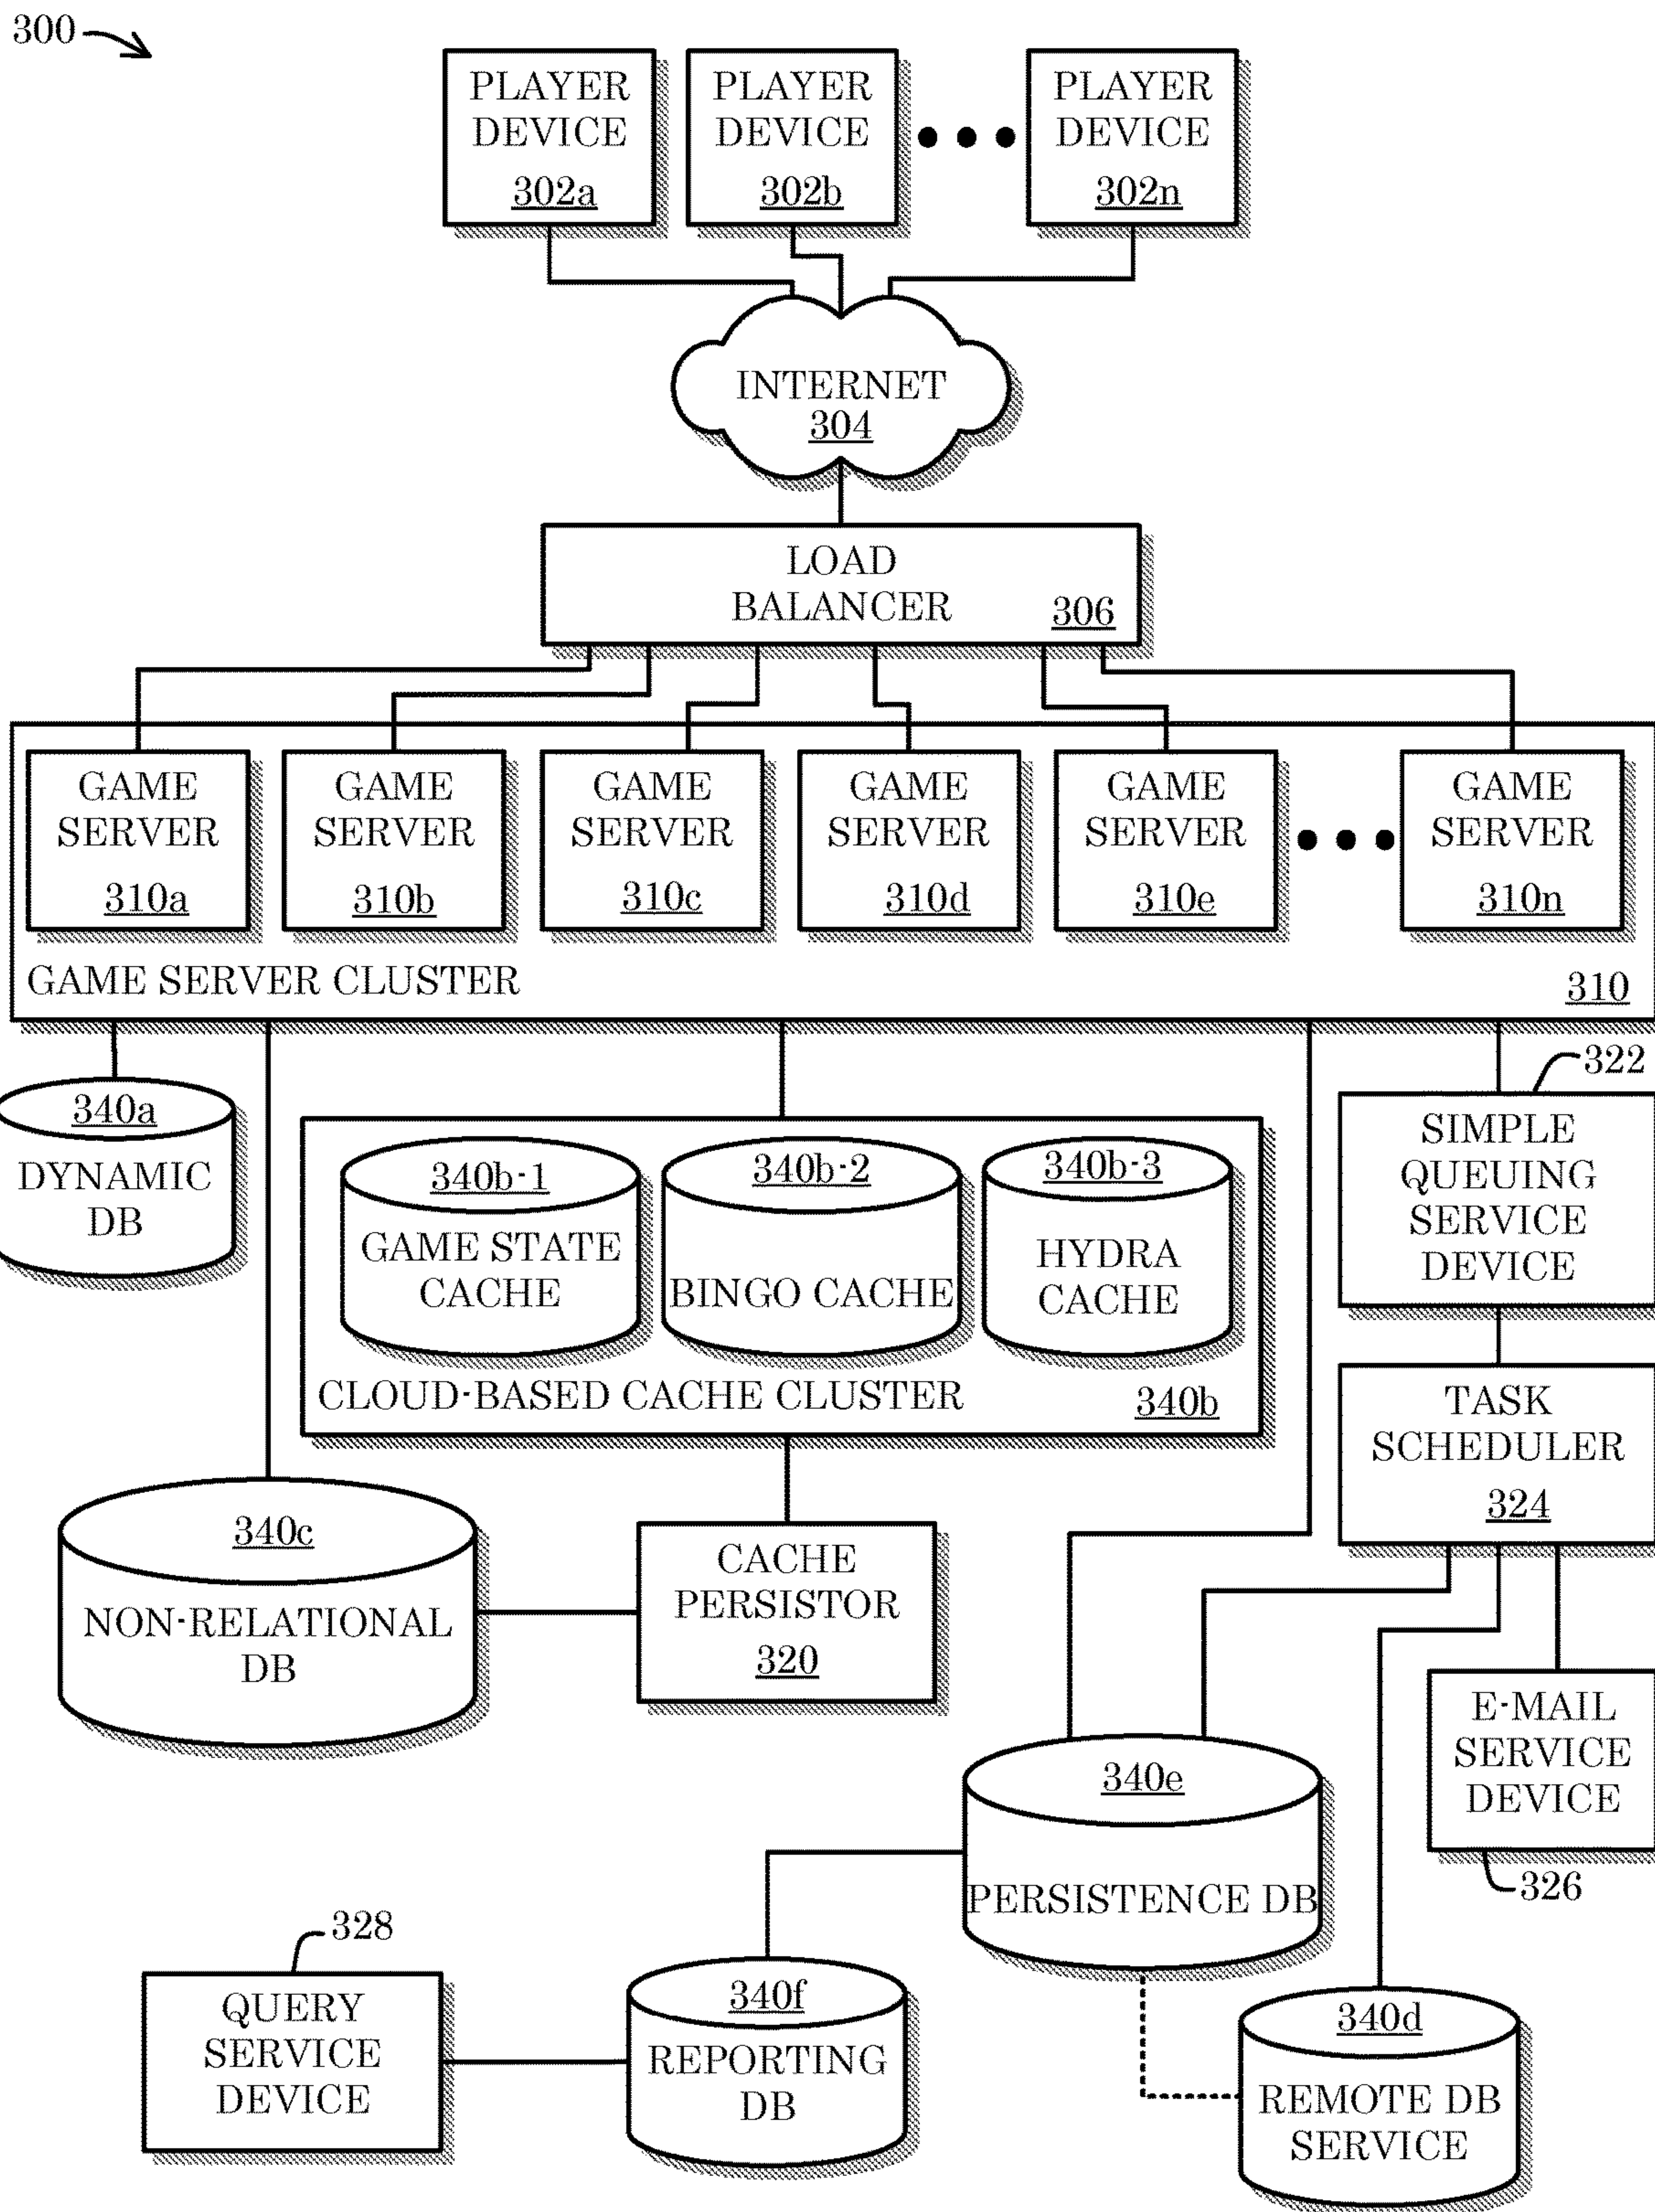 300
PLAYER
DEVICE
302a
PLAYER
DEVICE
302b
PLAYER
DEVICE
302n
INTERNET
304
LOAD
BALANCER
306
GAME
SERVER
310a
GAME
SERVER
310b
GAME
SERVER
310c
GAME
SERVER
310d
GAME
SERVER
310e
GAME
SERVER
310n
GAME SERVER CLUSTER
310
340a
DYNAMIC
DB
340b-1
GAME STATE
CACHE
340b-2
BINGO CACHE
340b-3
HYDRA
CACHE
CLOUD-BASED CACHE CLUSTER
340b
322
SIMPLE
QUEUING
SERVICE
DEVICE
TASK
SCHEDULER
324
340c
NON-RELATIONAL
DB
CACHE
PERSISTOR
320
E-MAIL
SERVICE
DEVICE
326
340e
PERSISTENCE DB
328
QUERY
SERVICE
DEVICE
340f
REPORTING
DB
340d
REMOTE DB
SERVICE